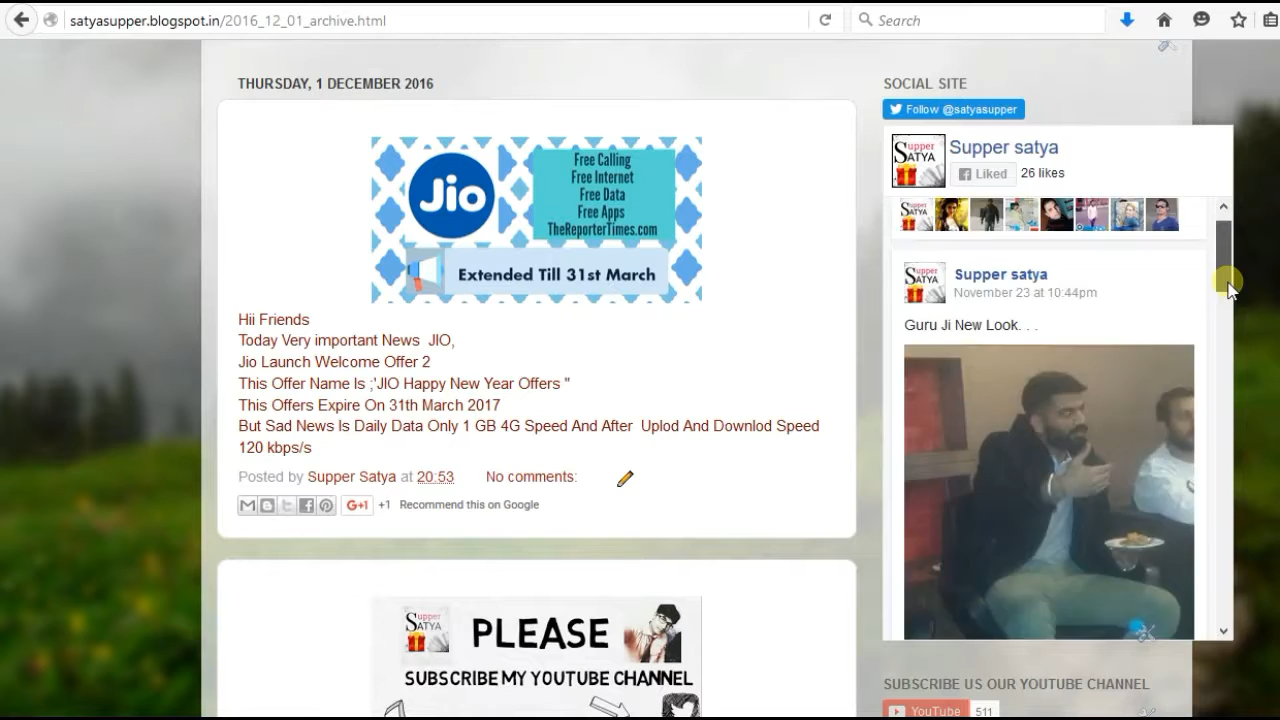 satyasupper.blogspot.in/2016_12_01_archive.html
Search
THURSDAY, 1 DECEMBER 2016
Jio
Free Calling
Free Internet
Free Data
Free Apps
TheReporterTimes.com
Extended Till 31st March
Hii Friends
Today Very important News  JIO,
Jio Launch Welcome Offer 2
This Offer Name Is ;'JIO Happy New Year Offers "
This Offers Expire On 31th March 2017
But Sad News Is Daily Data Only 1 GB 4G Speed And After  Uplod And Downlod Speed
120 kbps/s
Posted by Supper Satya at 20:53 No comments:
G+1 +1 Recommend this on Google
Supper
SATYA
PLEASE
SUBSCRIBE MY YOUTUBE CHANNEL
SOCIAL SITE
Follow @satyasupper
Supper
SATYA
Supper satya
Liked 26 likes
Supper
SATYA
Supper satya
November 23 at 10:44pm
Guru Ji New Look. . .
SUBSCRIBE US OUR YOUTUBE CHANNEL
YouTube 511